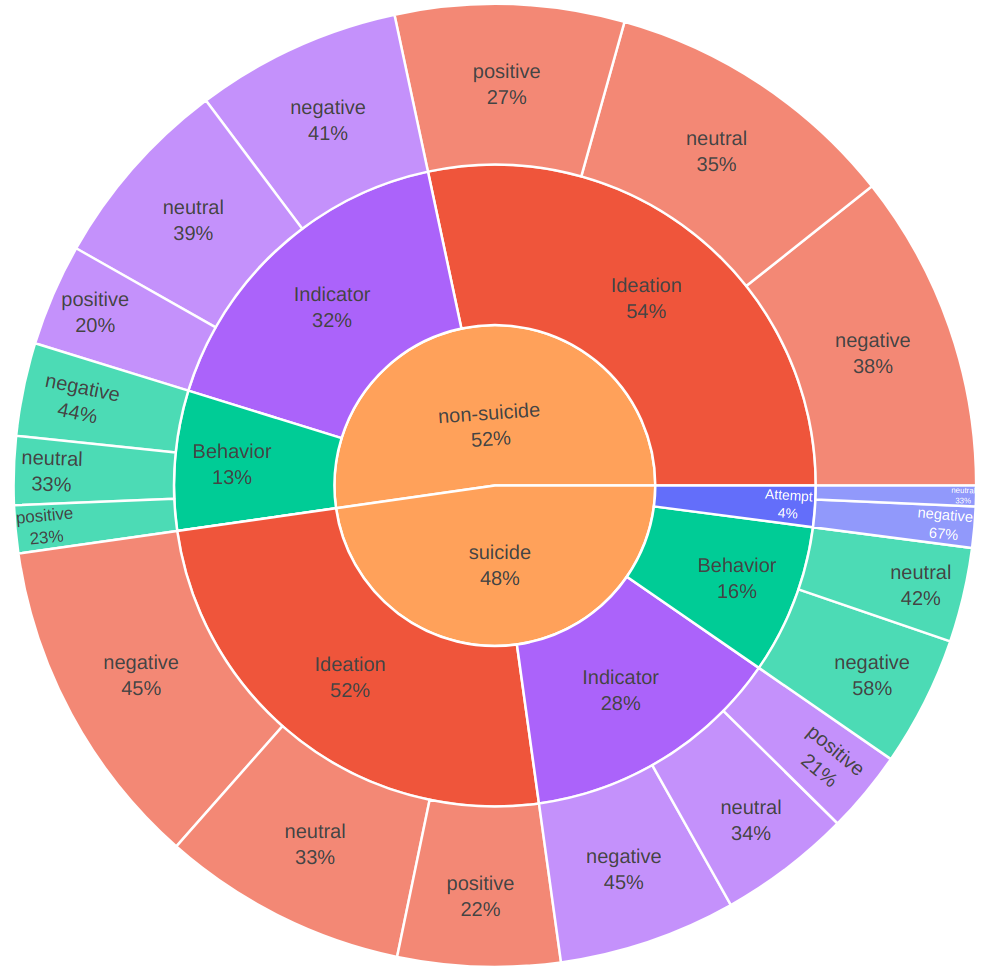 positive
27%
neutral
35%
negative
38%
negative
41%
neutral
39%
positive
20%
Ideation
54%
Indicator
32%
Behavior
13%
negative
44%
neutral
33%
positive
23%
non-suicide
52%
suicide
48%
Attempt
4%
neutral
33%
negative
67%
Behavior
16%
neutral
42%
negative
58%
Indicator
28%
positive
21%
neutral
34%
negative
45%
Ideation
52%
negative
45%
neutral
33%
positive
22%